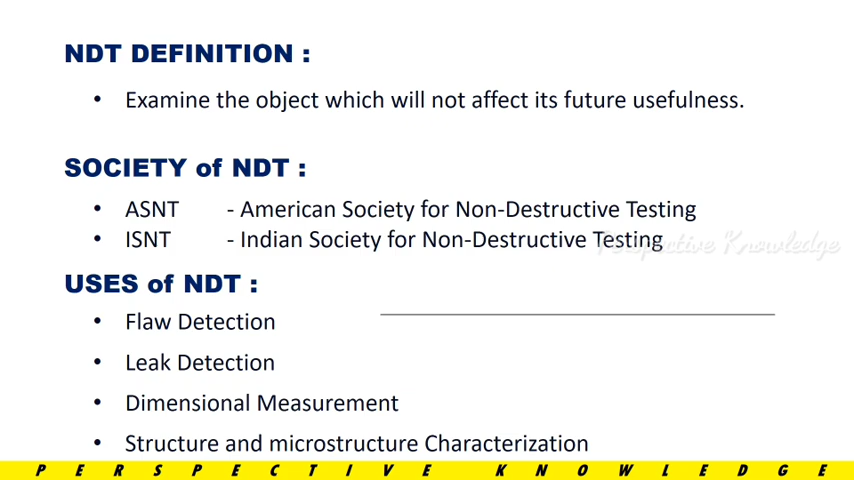 NDT DEFINITION :
• Examine the object which will not affect its future usefulness.
SOCIETY of NDT :
• ASNT - American Society for Non-Destructive Testing
• ISNT - Indian Society for Non-Destructive Testing
Perspective Knowledge
USES of NDT :
• Flaw Detection
• Leak Detection
• Dimensional Measurement
• Structure and microstructure Characterization
PERSPECTIVE KNOWLEDGE